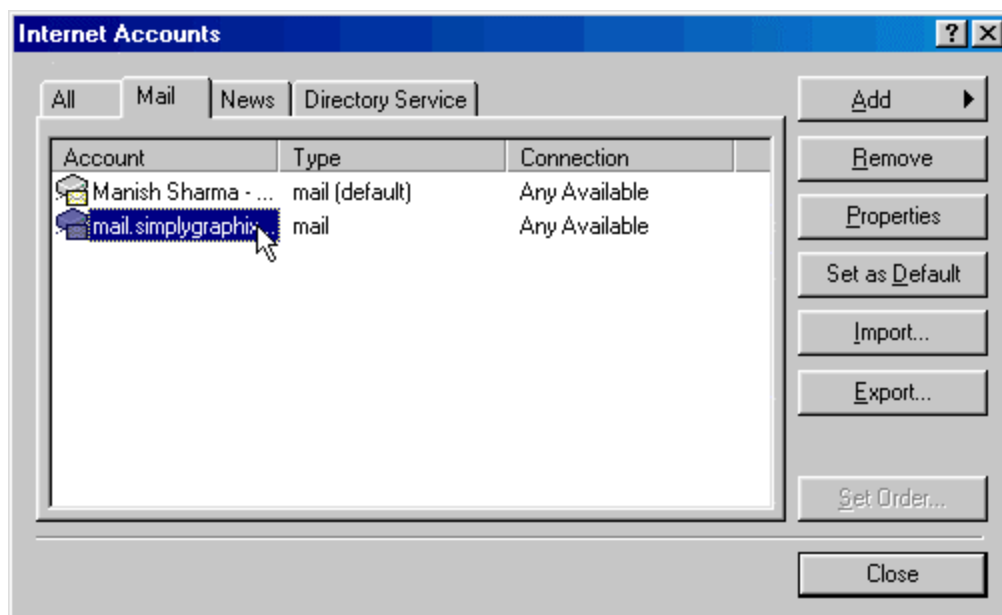 Internet Accounts
All Mail News Directory Service
Add
Account Type Connection
Remove
Manish Sharma - ... mail (default) Any Available
mail.simplygraphix... mail Any Available
Properties
Set as Default
Import...
Export...
Set Order...
Close